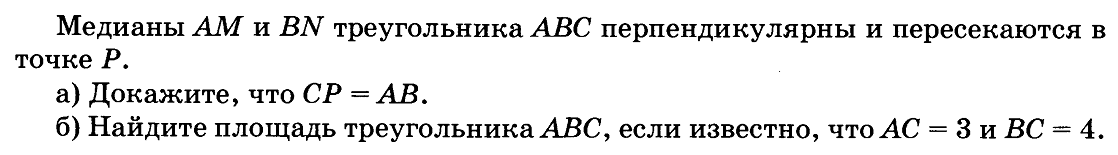 Медианы AM и BN треугольника ABC перпендикулярны и пересекаются в
точке P.
а) Докажите, что CP = AB.
б) Найдите площадь треугольника ABC, если известно, что AC = 3 и BC = 4.